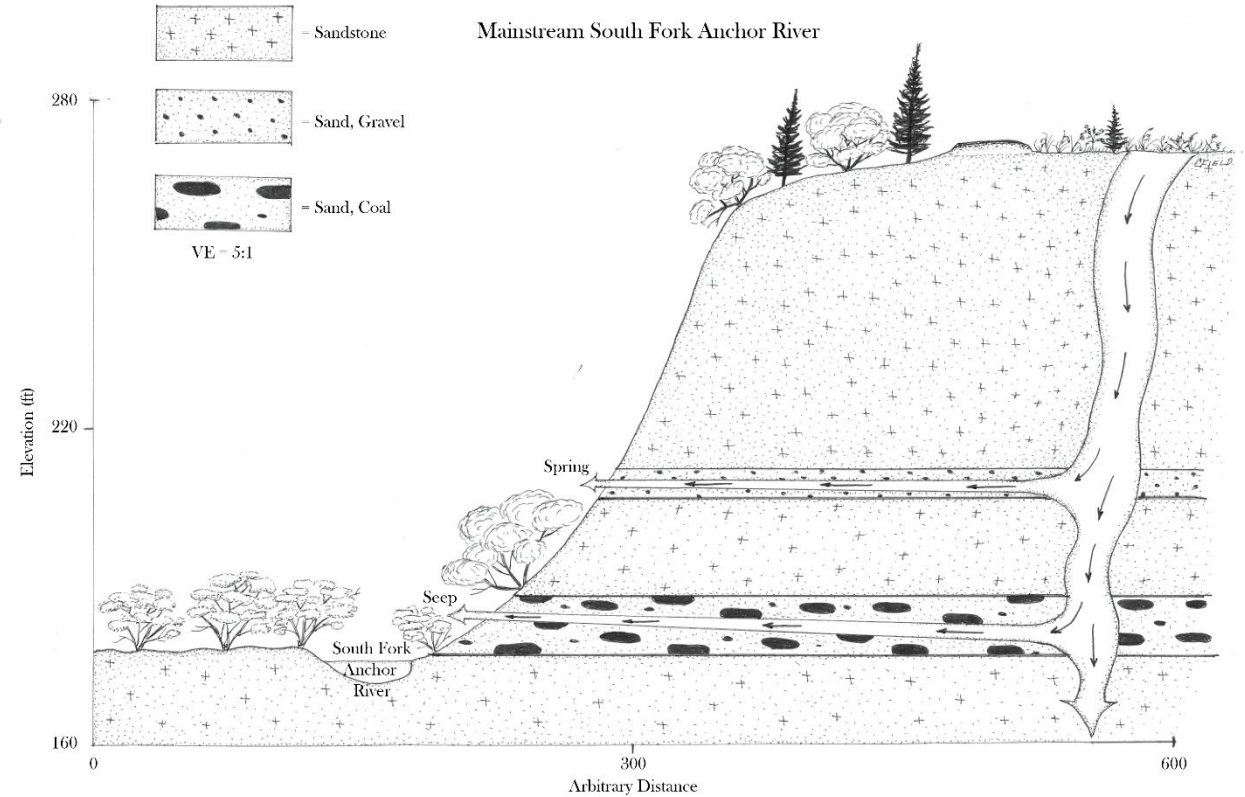 Mainstream South Fork Anchor River
= Sandstone
= Sand, Gravel
= Sand, Coal
VE = 5:1
280
220
160
Elevation (ft)
CFIELD
Spring
Seep
South Fork
Anchor
River
0
300
600
Arbitrary Distance